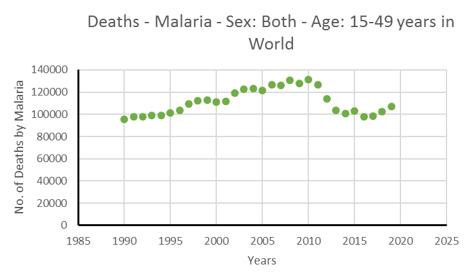 Deaths - Malaria - Sex: Both - Age: 15-49 years in
World
No. of Deaths by Malaria
140000
120000
100000
80000
60000
40000
20000
0
1985 1990 1995 2000 2005 2010 2015 2020 2025
Years